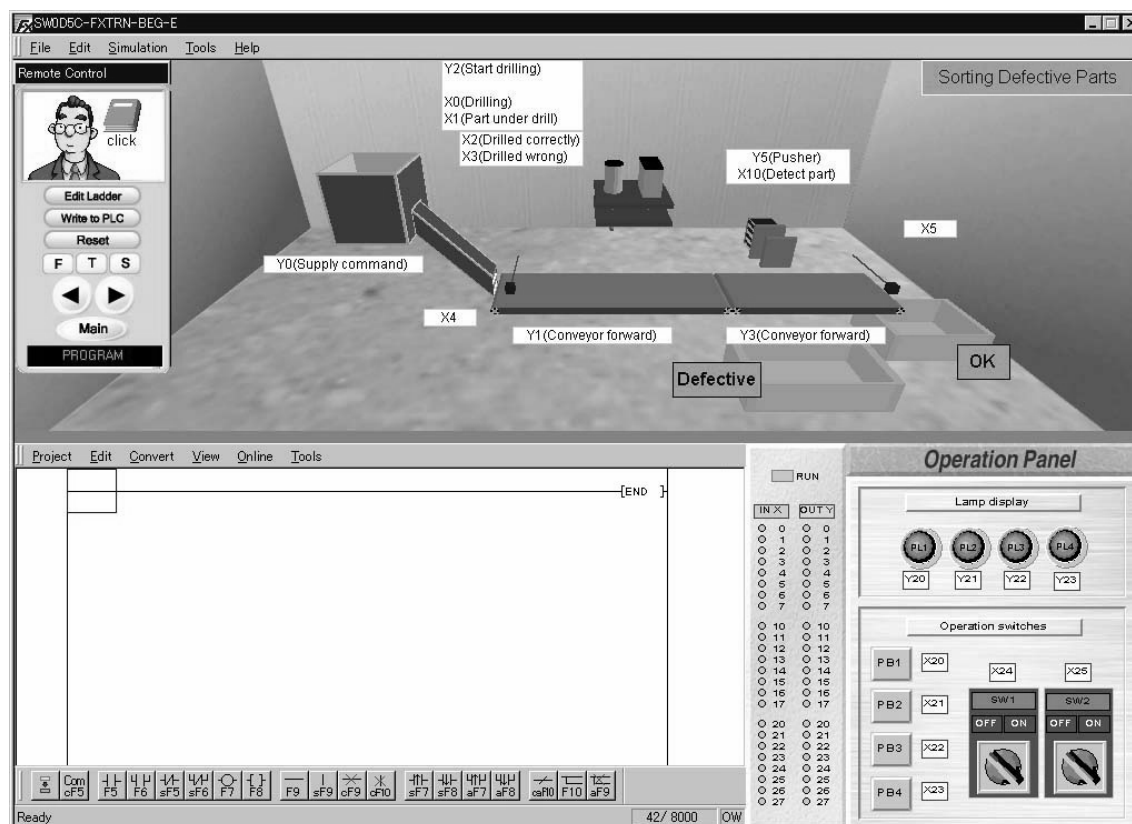 SW0D5C-FXTRN-BEG-E
File Edit Simulation Tools Help
Remote Control
click
Edit Ladder
Write to PLC
Reset
F T S
Main
PROGRAM
Sorting Defective Parts
Y2(Start drilling)
X0(Drilling)
X1(Part under drill)
X2(Drilled correctly)
X3(Drilled wrong)
Y5(Pusher)
X10(Detect part)
X5
Y0(Supply command)
X4
Y1(Conveyor forward)
Y3(Conveyor forward)
Defective
OK
Project Edit Convert View Online Tools
[END ]
RUN
IN X OUT Y
0 0
1 1
2 2
3 3
4 4
5 5
6 6
7 7
10 10
11 11
12 12
13 13
14 14
15 15
16 16
17 17
20 20
21 21
22 22
23 23
24 24
25 25
26 26
27 27
Operation Panel
Lamp display
PL1 PL2 PL3 PL4
Y20 Y21 Y22 Y23
Operation switches
PB1 X20
PB2 X21
PB3 X22
PB4 X23
X24 X25
SW1 SW2
OFF ON OFF ON
Com
cF5 F5 F6 sF5 sF6 F7 F8 F9 sF9 cF9 cF10 sF7 sF8 aF7 aF8 caF10 F10 aF9
Ready 42/ 8000 OW